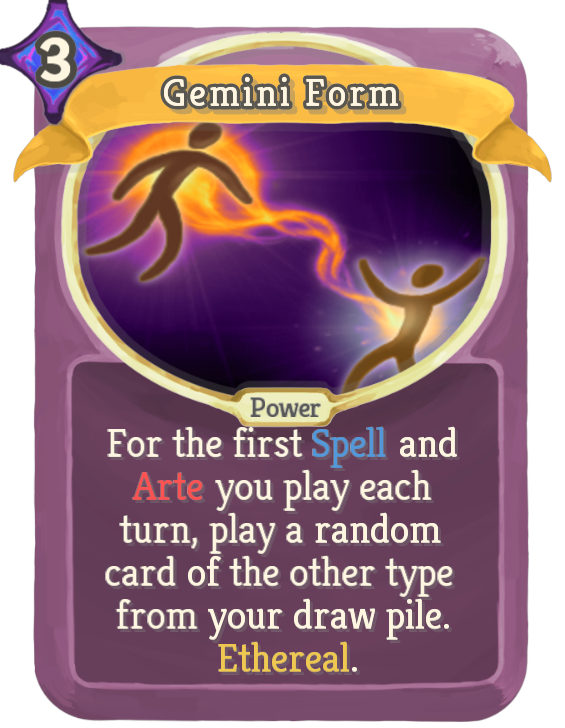 3
Gemini Form
Power
For the first Spell and
Arte you play each
turn, play a random
card of the other type
from your draw pile.
Ethereal.